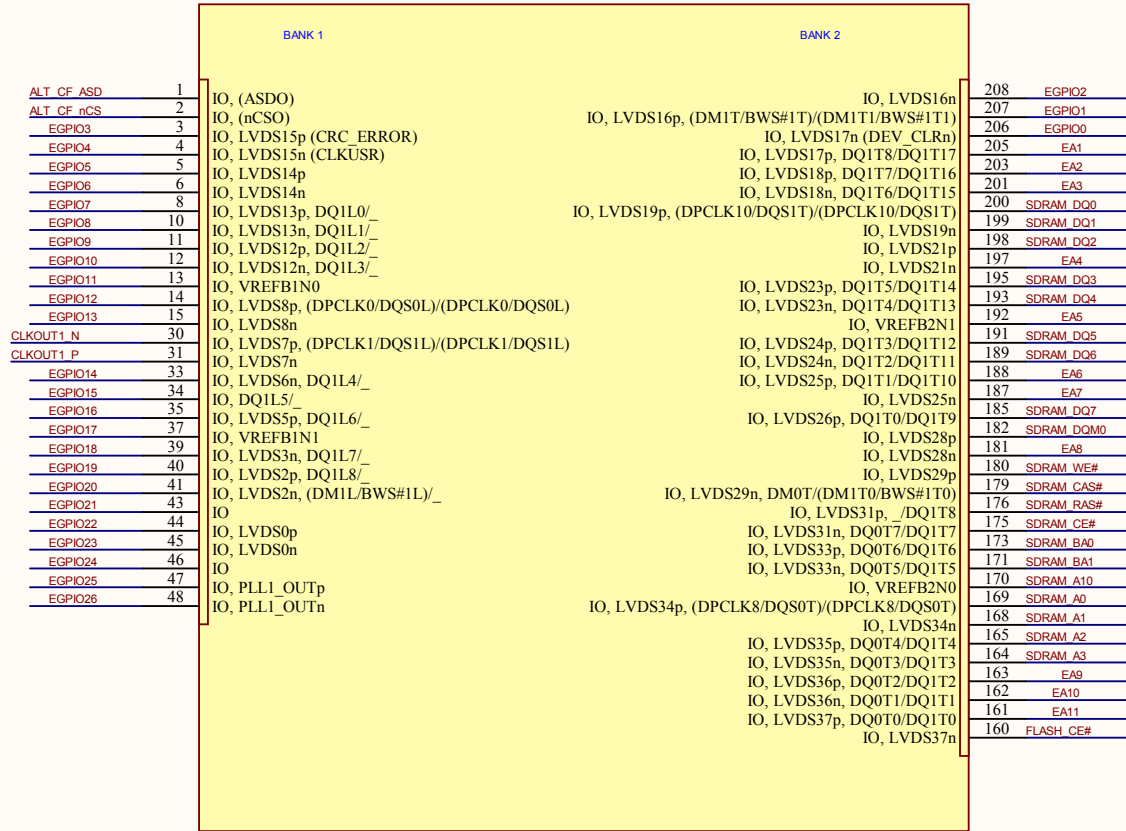 BANK 1 BANK 2
ALT_CF_ASD 1 IO, (ASDO)
ALT_CF_nCS 2 IO, (nCSO)
EGPIO3 3 IO, LVDS15p (CRC_ERROR)
EGPIO4 4 IO, LVDS15n (CLKUSR)
EGPIO5 5 IO, LVDS14p
EGPIO6 6 IO, LVDS14n
EGPIO7 8 IO, LVDS13p, DQ1L0/_
EGPIO8 10 IO, LVDS13n, DQ1L1/_
EGPIO9 11 IO, LVDS12p, DQ1L2/_
EGPIO10 12 IO, LVDS12n, DQ1L3/_
EGPIO11 13 IO, VREFB1N0
EGPIO12 14 IO, LVDS8p, (DPCLK0/DQS0L)/(DPCLK0/DQS0L)
EGPIO13 15 IO, LVDS8n
CLKOUT1_N 30 IO, LVDS7p, (DPCLK1/DQS1L)/(DPCLK1/DQS1L)
CLKOUT1_P 31 IO, LVDS7n
EGPIO14 33 IO, LVDS6n, DQ1L4/_
EGPIO15 34 IO, DQ1L5/_
EGPIO16 35 IO, LVDS5p, DQ1L6/_
EGPIO17 37 IO, VREFB1N1
EGPIO18 39 IO, LVDS3n, DQ1L7/_
EGPIO19 40 IO, LVDS2p, DQ1L8/_
EGPIO20 41 IO, LVDS2n, (DM1L/BWS#1L)/_
EGPIO21 43 IO
EGPIO22 44 IO, LVDS0p
EGPIO23 45 IO, LVDS0n
EGPIO24 46 IO
EGPIO25 47 IO, PLL1_OUTp
EGPIO26 48 IO, PLL1_OUTn
IO, LVDS16n 208 EGPIO2
IO, LVDS16p, (DM1T/BWS#1T)/(DM1T1/BWS#1T1) 207 EGPIO1
IO, LVDS17n (DEV_CLRn) 206 EGPIO0
IO, LVDS17p, DQ1T8/DQ1T17 205 EA1
IO, LVDS18p, DQ1T7/DQ1T16 203 EA2
IO, LVDS18n, DQ1T6/DQ1T15 201 EA3
IO, LVDS19p, (DPCLK10/DQS1T)/(DPCLK10/DQS1T) 200 SDRAM_DQ0
IO, LVDS19n 199 SDRAM_DQ1
IO, LVDS21p 198 SDRAM_DQ2
IO, LVDS21n 197 EA4
IO, LVDS23p, DQ1T5/DQ1T14 195 SDRAM_DQ3
IO, LVDS23n, DQ1T4/DQ1T13 193 SDRAM_DQ4
IO, VREFB2N1 192 EA5
IO, LVDS24p, DQ1T3/DQ1T12 191 SDRAM_DQ5
IO, LVDS24n, DQ1T2/DQ1T11 189 SDRAM_DQ6
IO, LVDS25p, DQ1T1/DQ1T10 188 EA6
IO, LVDS25n 187 EA7
IO, LVDS26p, DQ1T0/DQ1T9 185 SDRAM_DQ7
IO, LVDS28p 182 SDRAM_DQM0
IO, LVDS28n 181 EA8
IO, LVDS29p 180 SDRAM_WE#
IO, LVDS29n, DM0T/(DM1T0/BWS#1T0) 179 SDRAM_CAS#
IO, LVDS31p, _/DQ1T8 176 SDRAM_RAS#
IO, LVDS31n, DQ0T7/DQ1T7 175 SDRAM_CE#
IO, LVDS33p, DQ0T6/DQ1T6 173 SDRAM_BA0
IO, LVDS33n, DQ0T5/DQ1T5 171 SDRAM_BA1
IO, VREFB2N0 170 SDRAM_A10
IO, LVDS34p, (DPCLK8/DQS0T)/(DPCLK8/DQS0T) 169 SDRAM_A0
IO, LVDS34n 168 SDRAM_A1
IO, LVDS35p, DQ0T4/DQ1T4 165 SDRAM_A2
IO, LVDS35n, DQ0T3/DQ1T3 164 SDRAM_A3
IO, LVDS36p, DQ0T2/DQ1T2 163 EA9
IO, LVDS36n, DQ0T1/DQ1T1 162 EA10
IO, LVDS37p, DQ0T0/DQ1T0 161 EA11
IO, LVDS37n 160 FLASH_CE#